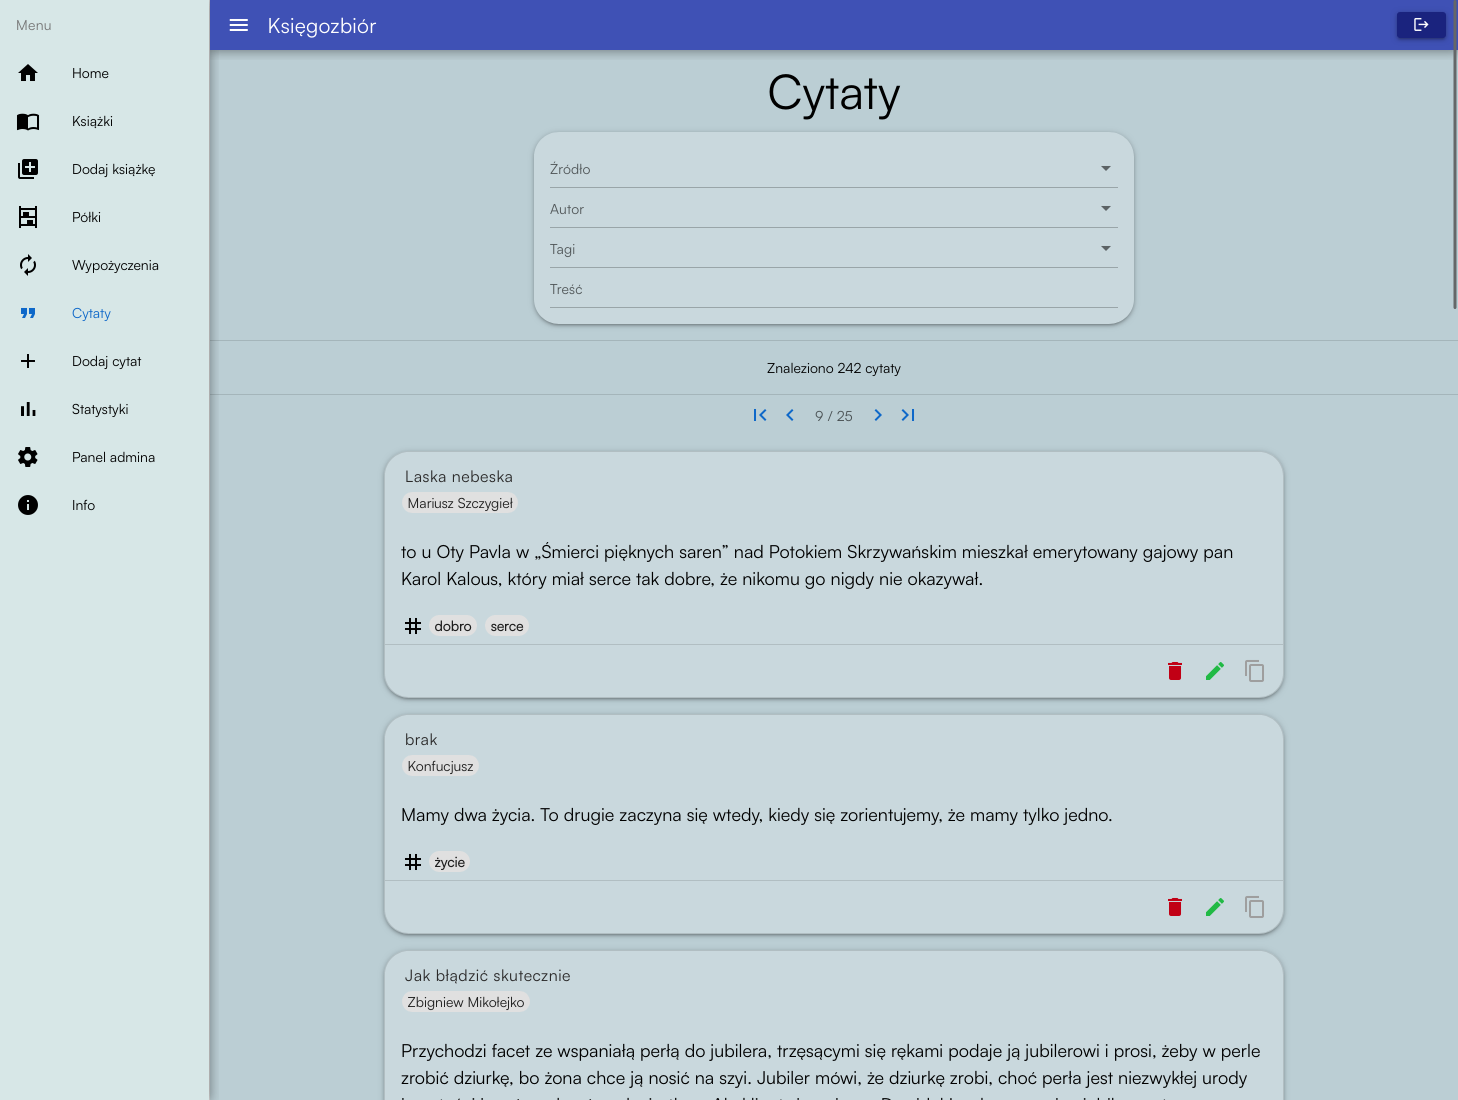 Menu
Home
Książki
Dodaj książkę
Półki
Wypożyczenia
Cytaty
Dodaj cytat
Statystyki
Panel admina
Info
Księgozbiór
Cytaty
Źródło
Autor
Tagi
Treść
Znaleziono 242 cytaty
9 / 25
Laska nebeska
Mariusz Szczygieł
to u Oty Pavla w „Śmierci pięknych saren” nad Potokiem Skrzywańskim mieszkał emerytowany gajowy pan
Karol Kalous, który miał serce tak dobre, że nikomu go nigdy nie okazywał.
# dobro serce
brak
Konfucjusz
Mamy dwa życia. To drugie zaczyna się wtedy, kiedy się zorientujemy, że mamy tylko jedno.
# życie
Jak błądzić skutecznie
Zbigniew Mikołejko
Przychodzi facet ze wspaniałą perłą do jubilera, trzęsącymi się rękami podaje ją jubilerowi i prosi, żeby w perle
zrobić dziurkę, bo żona chce ją nosić na szyi. Jubiler mówi, że dziurkę zrobi, choć perła jest niezwykłej urody